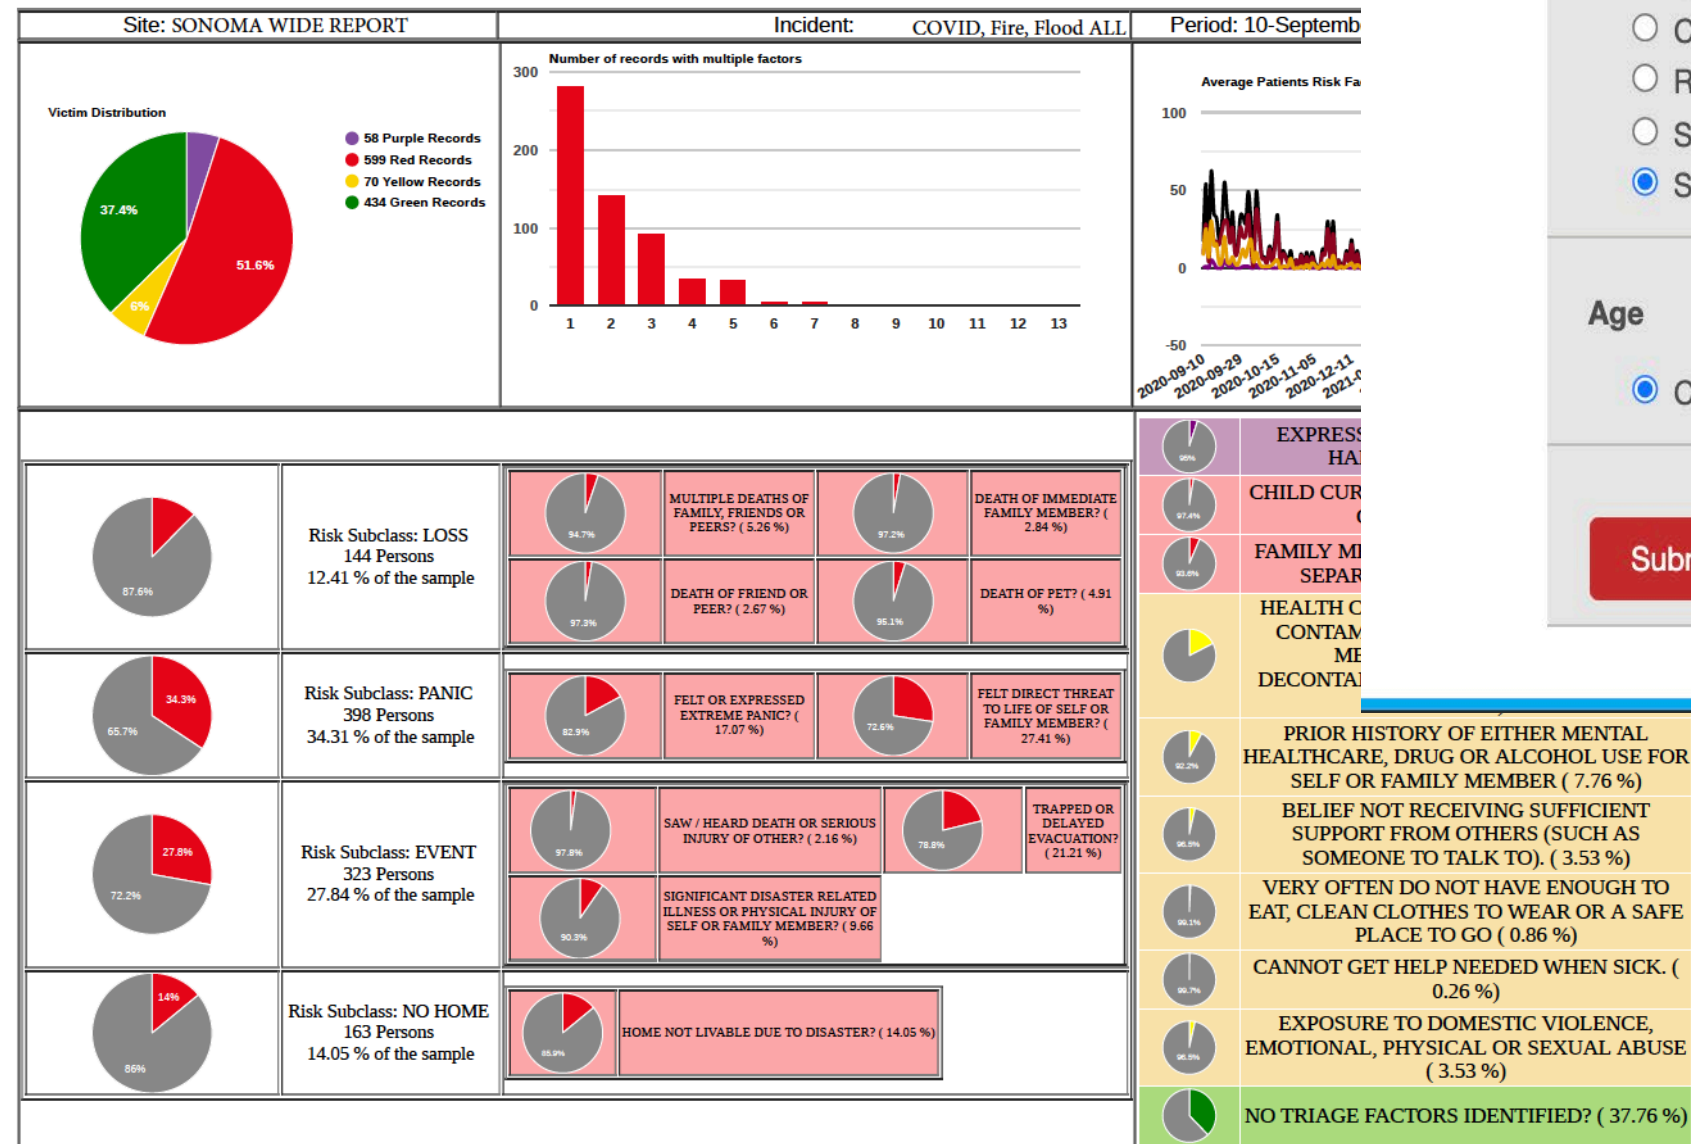 Site: SONOMA WIDE REPORT
Incident: COVID, Fire, Flood ALL
Period: 10-Septemb
Victim Distribution
58 Purple Records
599 Red Records
70 Yellow Records
434 Green Records
37.4%
51.6%
6%
Number of records with multiple factors
300
200
100
0
1 2 3 4 5 6 7 8 9 10 11 12 13
Average Patients Risk Fa
100
50
0
-50
2020-09-10
2020-09-29
2020-10-15
2020-11-05
2020-12-11
2021-0
C
R
S
S
Age
C
Subr
87.6%
Risk Subclass: LOSS
144 Persons
12.41 % of the sample
94.7%
MULTIPLE DEATHS OF
FAMILY, FRIENDS OR
PEERS? ( 5.26 %)
97.2%
DEATH OF IMMEDIATE
FAMILY MEMBER? (
2.84 %)
97.3%
DEATH OF FRIEND OR
PEER? ( 2.67 %)
95.1%
DEATH OF PET? ( 4.91
%)
34.3%
65.7%
Risk Subclass: PANIC
398 Persons
34.31 % of the sample
82.9%
FELT OR EXPRESSED
EXTREME PANIC? (
17.07 %)
72.6%
FELT DIRECT THREAT
TO LIFE OF SELF OR
FAMILY MEMBER? (
27.41 %)
27.8%
72.2%
Risk Subclass: EVENT
323 Persons
27.84 % of the sample
97.8%
SAW / HEARD DEATH OR SERIOUS
INJURY OF OTHER? ( 2.16 %)
78.8%
TRAPPED OR
DELAYED
EVACUATION?
( 21.21 %)
90.3%
SIGNIFICANT DISASTER RELATED
ILLNESS OR PHYSICAL INJURY OF
SELF OR FAMILY MEMBER? ( 9.66
%)
14%
86%
Risk Subclass: NO HOME
163 Persons
14.05 % of the sample
85.9%
HOME NOT LIVABLE DUE TO DISASTER? ( 14.05 %)
95%
EXPRESS
HA
97.4%
CHILD CUR
93.6%
FAMILY M
SEPAR
HEALTH C
CONTAM
ME
DECONTA
92.2%
PRIOR HISTORY OF EITHER MENTAL
HEALTHCARE, DRUG OR ALCOHOL USE FOR
SELF OR FAMILY MEMBER ( 7.76 %)
96.5%
BELIEF NOT RECEIVING SUFFICIENT
SUPPORT FROM OTHERS (SUCH AS
SOMEONE TO TALK TO). ( 3.53 %)
99.1%
VERY OFTEN DO NOT HAVE ENOUGH TO
EAT, CLEAN CLOTHES TO WEAR OR A SAFE
PLACE TO GO ( 0.86 %)
99.7%
CANNOT GET HELP NEEDED WHEN SICK. (
0.26 %)
96.5%
EXPOSURE TO DOMESTIC VIOLENCE,
EMOTIONAL, PHYSICAL OR SEXUAL ABUSE
( 3.53 %)
NO TRIAGE FACTORS IDENTIFIED? ( 37.76 %)